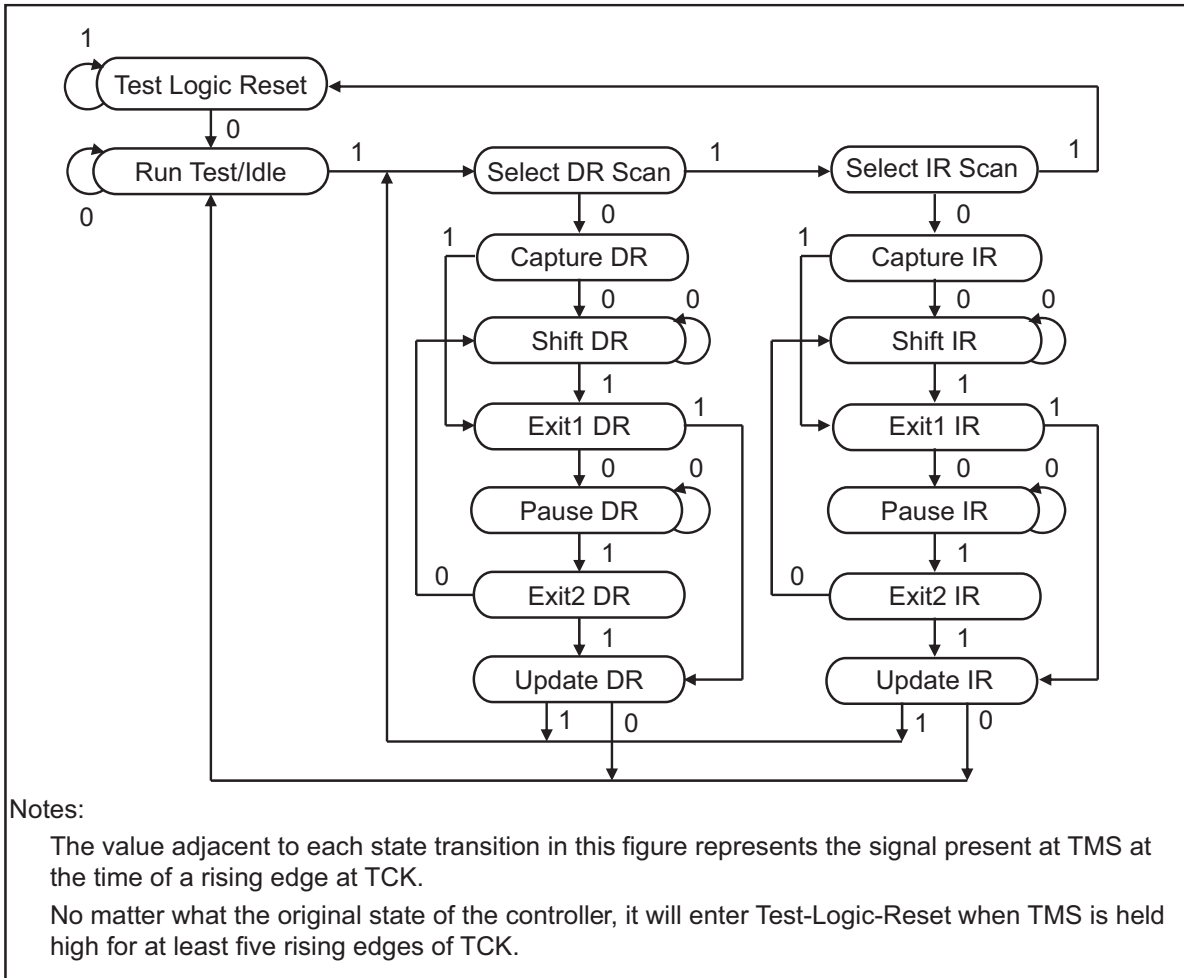 1
Test Logic Reset
0
Run Test/Idle
1
Select DR Scan
1
Select IR Scan
1
0
0
0
1
Capture DR
1
Capture IR
0
0
0
0
Shift DR
Shift IR
1
1
Exit1 DR
1
Exit1 IR
1
0
0
0
0
Pause DR
Pause IR
1
1
0
Exit2 DR
0
Exit2 IR
1
1
Update DR
Update IR
1
0
1
0
Notes:
The value adjacent to each state transition in this figure represents the signal present at TMS at
the time of a rising edge at TCK.
No matter what the original state of the controller, it will enter Test-Logic-Reset when TMS is held
high for at least five rising edges of TCK.